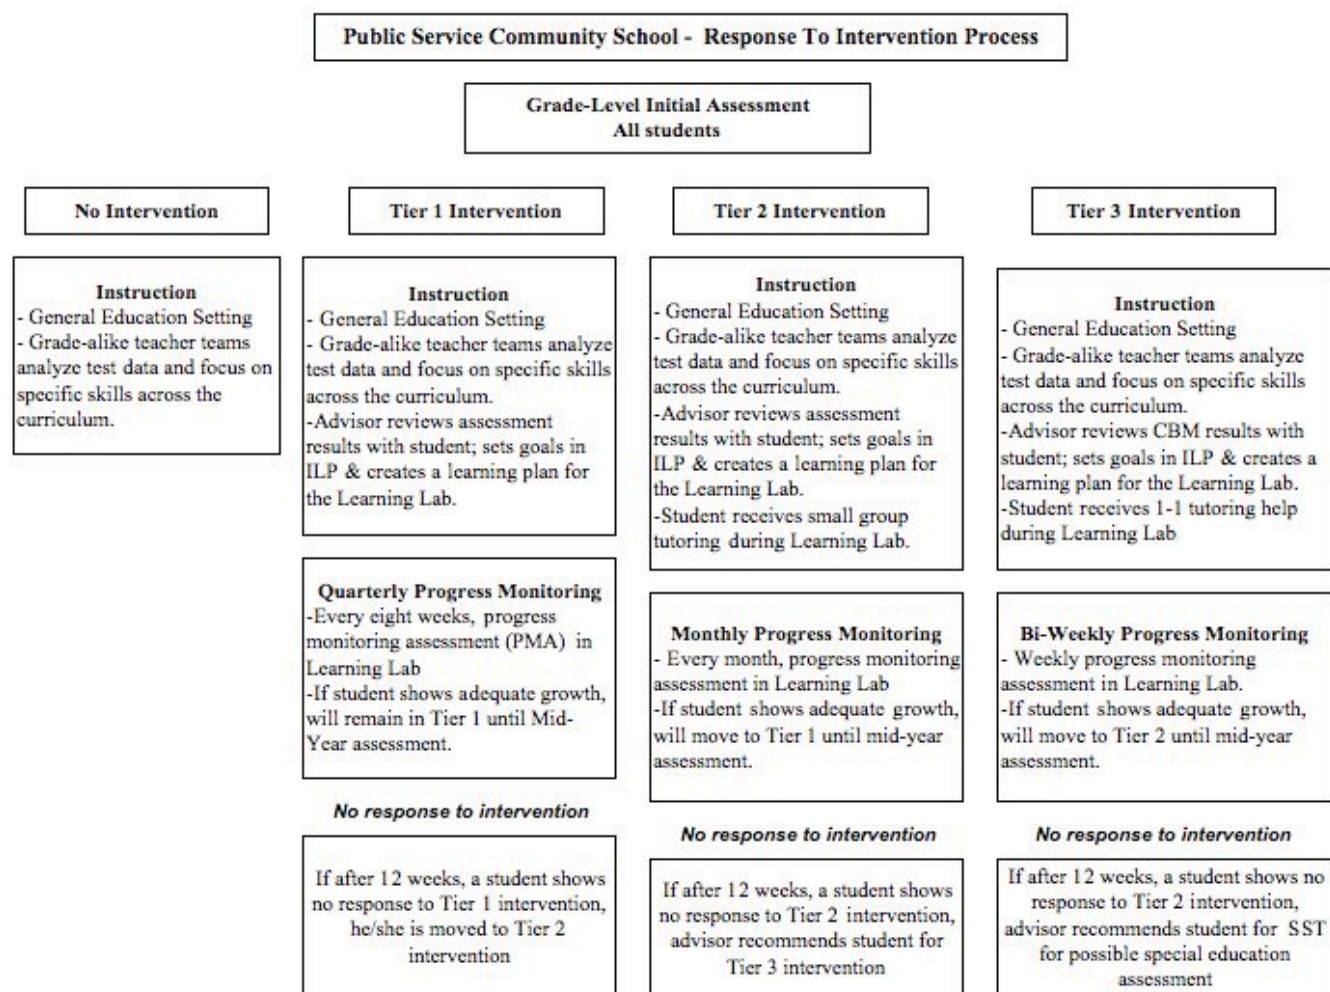 Public Service Community School - Response To Intervention Process
Grade-Level Initial Assessment
All students
No Intervention
Instruction
- General Education Setting
- Grade-alike teacher teams
analyze test data and focus on
specific skills across the
curriculum.
Tier 1 Intervention
Instruction
- General Education Setting
- Grade-alike teacher teams analyze
test data and focus on specific skills
across the curriculum.
-Advisor reviews assessment
results with student; sets goals in
ILP & creates a learning plan for
the Learning Lab.
Quarterly Progress Monitoring
-Every eight weeks, progress
monitoring assessment (PMA) in
Learning Lab
-If student shows adequate growth,
will remain in Tier 1 until Mid-
Year assessment.
No response to intervention
If after 12 weeks, a student shows
no response to Tier 1 intervention,
he/she is moved to Tier 2
intervention
Tier 2 Intervention
Instruction
- General Education Setting
- Grade-alike teacher teams analyze
test data and focus on specific skills
across the curriculum.
-Advisor reviews assessment
results with student; sets goals in
ILP & creates a learning plan for
the Learning Lab.
-Student receives small group
tutoring during Learning Lab.
Monthly Progress Monitoring
- Every month, progress monitoring
assessment in Learning Lab
-If student shows adequate growth,
will move to Tier 1 until mid-year
assessment.
No response to intervention
If after 12 weeks, a student shows
no response to Tier 2 intervention,
advisor recommends student for
Tier 3 intervention
Tier 3 Intervention
Instruction
- General Education Setting
- Grade-alike teacher teams analyze
test data and focus on specific skills
across the curriculum.
-Advisor reviews CBM results with
student; sets goals in ILP & creates a
learning plan for the Learning Lab.
-Student receives 1-1 tutoring help
during Learning Lab
Bi-Weekly Progress Monitoring
- Weekly progress monitoring
assessment in Learning Lab.
-If student shows adequate growth,
will move to Tier 2 until mid-year
assessment.
No response to intervention
If after 12 weeks, a student shows no
response to Tier 2 intervention,
advisor recommends student for SST
for possible special education
assessment